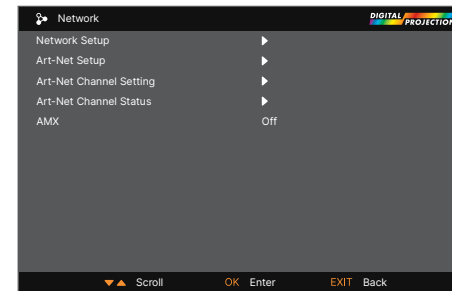 Network
DIGITAL PROJECTION
Network Setup
Art-Net Setup
Art-Net Channel Setting
Art-Net Channel Status
AMX Off
Scroll OK Enter EXIT Back